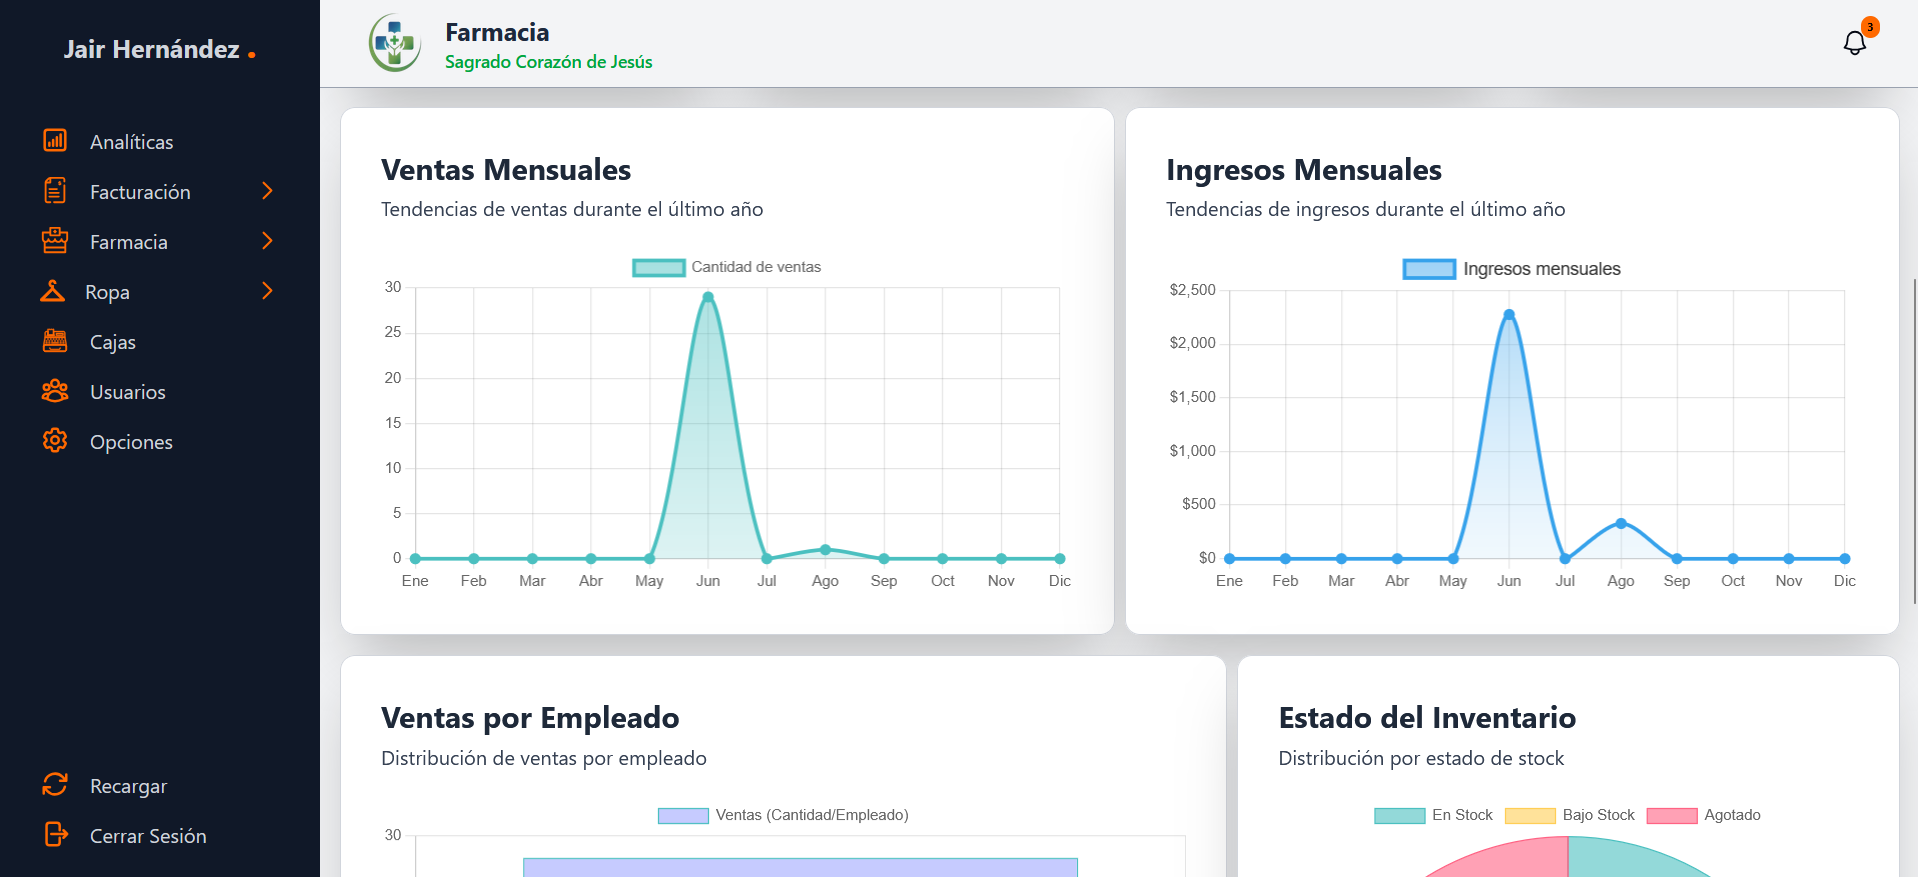 Jair Hernández .
Analíticas
Facturación
Farmacia
Ropa
Cajas
Usuarios
Opciones
Recargar
Cerrar Sesión
Farmacia
Sagrado Corazón de Jesús
3
Ventas Mensuales
Tendencias de ventas durante el último año
Cantidad de ventas
30
25
20
15
10
5
0
Ene Feb Mar Abr May Jun Jul Ago Sep Oct Nov Dic
Ingresos Mensuales
Tendencias de ingresos durante el último año
Ingresos mensuales
$2,500
$2,000
$1,500
$1,000
$500
$0
Ene Feb Mar Abr May Jun Jul Ago Sep Oct Nov Dic
Ventas por Empleado
Distribución de ventas por empleado
Ventas (Cantidad/Empleado)
30
Estado del Inventario
Distribución por estado de stock
En Stock Bajo Stock Agotado